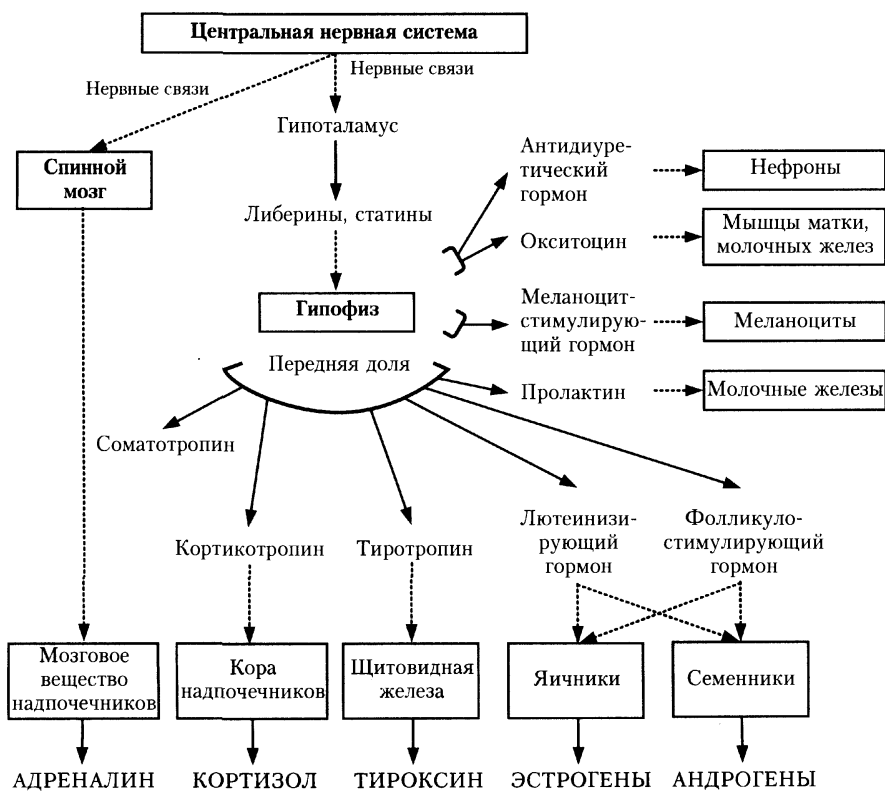 Центральная нервная система
Нервные связи
Нервные связи
Гипоталамус
Спинной
мозг
Либерины, статины
Антидиуре-
тический
гормон
Нефроны
Окситоцин
Мышцы матки,
молочных желез
Гипофиз
Меланоцит-
стимулирую-
щий гормон
Меланоциты
Передняя доля
Пролактин
Молочные железы
Соматотропин
Кортикотропин
Тиротропин
Лютеинизи-
рующий
гормон
Фолликуло-
стимулирующий
гормон
Мозговое
вещество
надпочечников
Кора
надпочечников
Щитовидная
железа
Яичники
Семенники
АДРЕНАЛИН
КОРТИЗОЛ
ТИРОКСИН
ЭСТРОГЕНЫ
АНДРОГЕНЫ